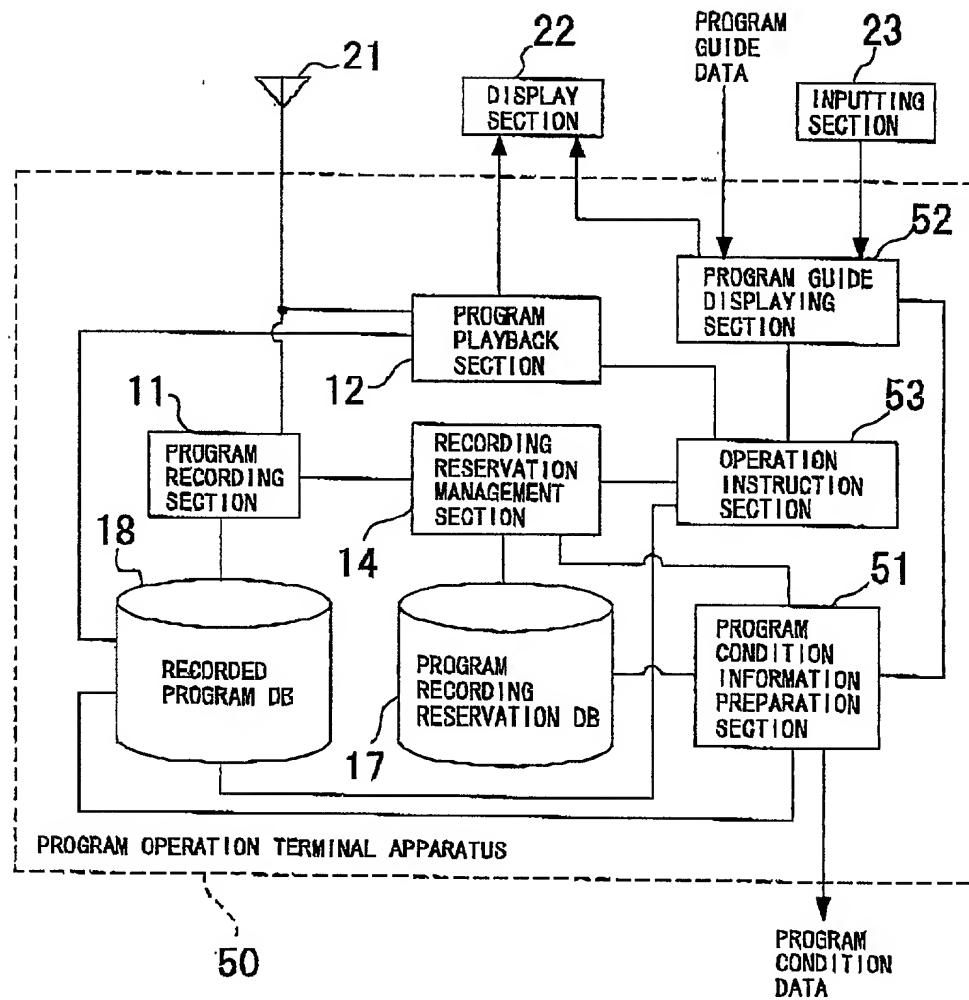 21
22
DISPLAY
SECTION
PROGRAM
GUIDE
DATA
23
INPUTTING
SECTION
52
PROGRAM GUIDE
DISPLAYING
SECTION
PROGRAM
PLAYBACK
SECTION
12
11
PROGRAM
RECORDING
SECTION
RECORDING
RESERVATION
MANAGEMENT
SECTION
14
53
OPERATION
INSTRUCTION
SECTION
18
RECORDED
PROGRAM DB
PROGRAM
RECORDING
RESERVATION DB
17
51
PROGRAM
CONDITION
INFORMATION
PREPARATION
SECTION
PROGRAM OPERATION TERMINAL APPARATUS
50
PROGRAM
CONDITION
DATA